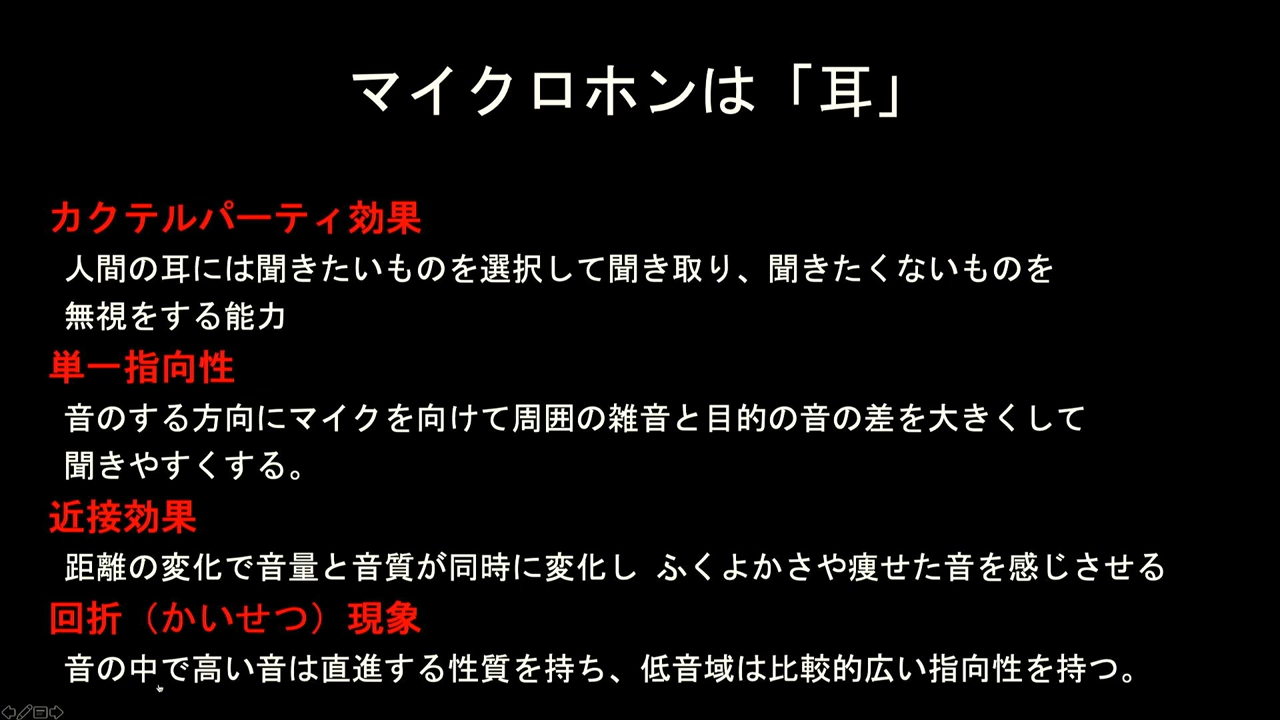 マイクロホンは「耳」
カクテルパーティ効果
人間の耳には聞きたいものを選択して聞き取り、聞きたくないものを
無視をする能力
単一指向性
音のする方向にマイクを向けて周囲の雑音と目的の音の差を大きくして
聞きやすくする。
近接効果
距離の変化で音量と音質が同時に変化し ふくよかさや痩せた音を感じさせる
回折（かいせつ）現象
音の中で高い音は直進する性質を持ち、低音域は比較的広い指向性を持つ。